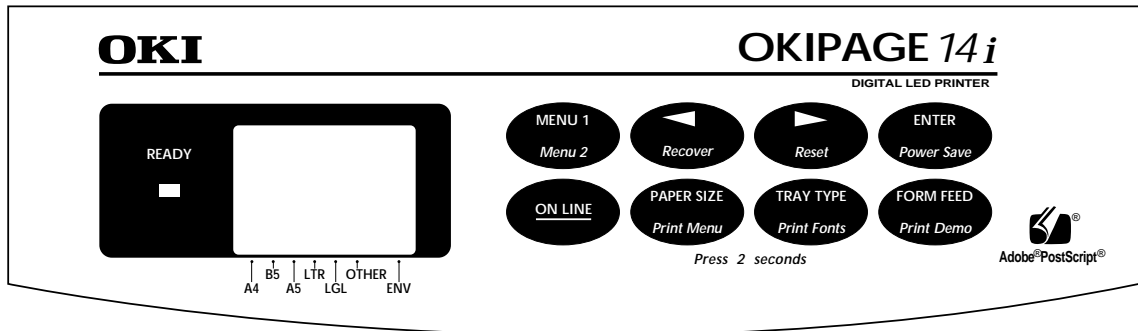 OKI
OKIPAGE 14i
DIGITAL LED PRINTER
READY
MENU 1
Menu 2
Recover
Reset
ENTER
Power Save
ON LINE
PAPER SIZE
Print Menu
TRAY TYPE
Print Fonts
FORM FEED
Print Demo
Press 2 seconds
A4 B5 A5 LTR LGL OTHER ENV
®
Adobe®PostScript®